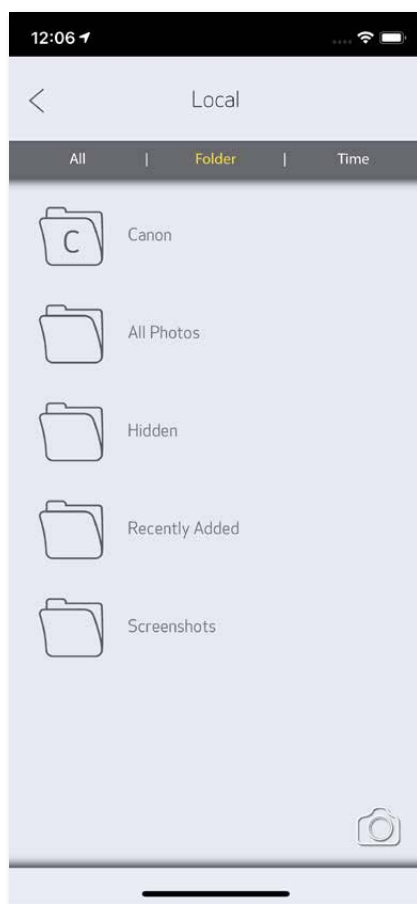 12:06
Local
All | Folder | Time
C Canon
All Photos
Hidden
Recently Added
Screenshots